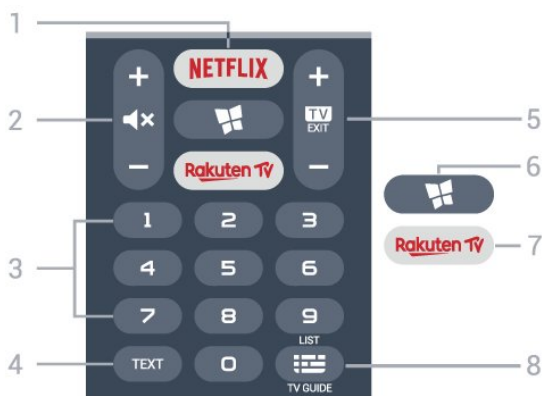 1
+ NETFLIX +
2 TV 5
EXIT
6
− Rakuten TV −
Rakuten TV 7
1 2 3
3 4 5 6
7 8 9
LIST
4 TEXT 0 8
TV GUIDE